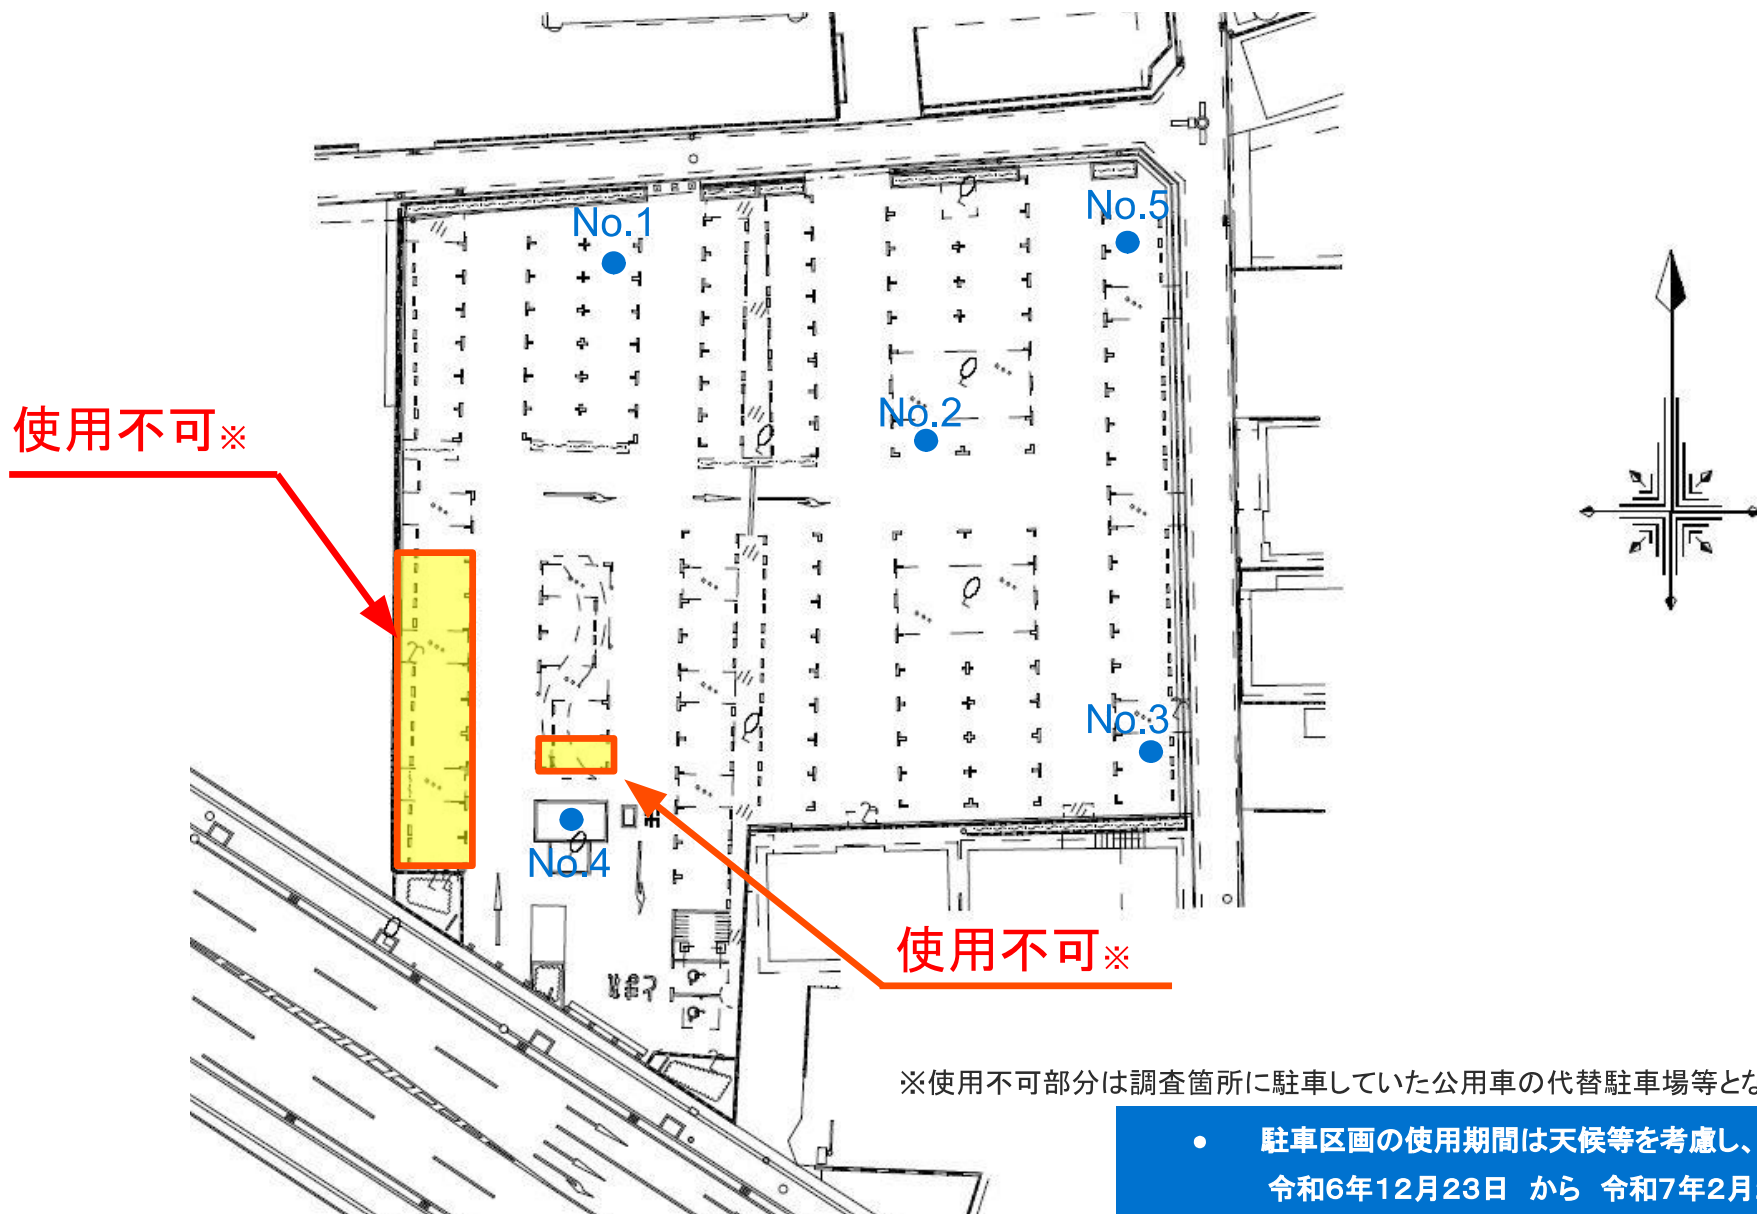 No.1
No.5
使用不可※
No.2
No.3
No.4
使用不可※
※使用不可部分は調査箇所に駐車していた公用車の代替駐車場等とな
● 駐車区画の使用期間は天候等を考慮し、
令和6年12月23日 から 令和7年2月